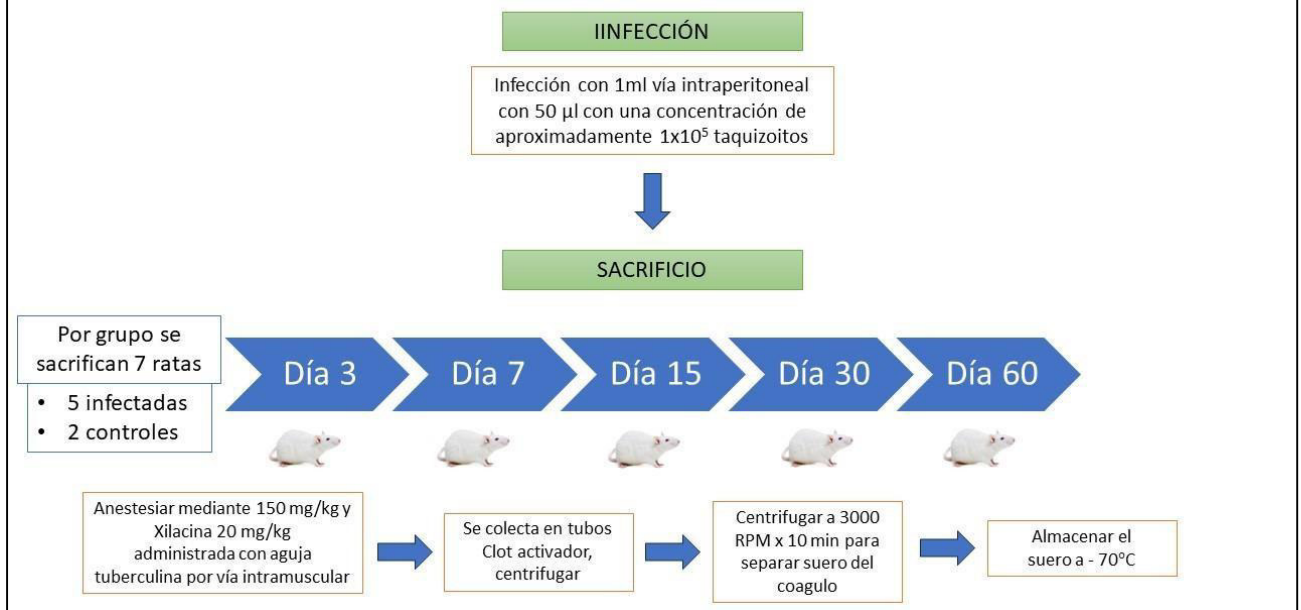 IINFECCIÓN
Infección con 1ml vía intraperitoneal
con 50 µl con una concentración de
aproximadamente 1x10⁵ taquizoitos
SACRIFICIO
Por grupo se
sacrifican 7 ratas
• 5 infectadas
• 2 controles
Día 3
Día 7
Día 15
Día 30
Día 60
Anestesiar mediante 150 mg/kg y
Xilacina 20 mg/kg
administrada con aguja
tuberculina por vía intramuscular
Se colecta en tubos
Clot activador,
centrifugar
Centrifugar a 3000
RPM x 10 min para
separar suero del
coagulo
Almacenar el
suero a - 70°C